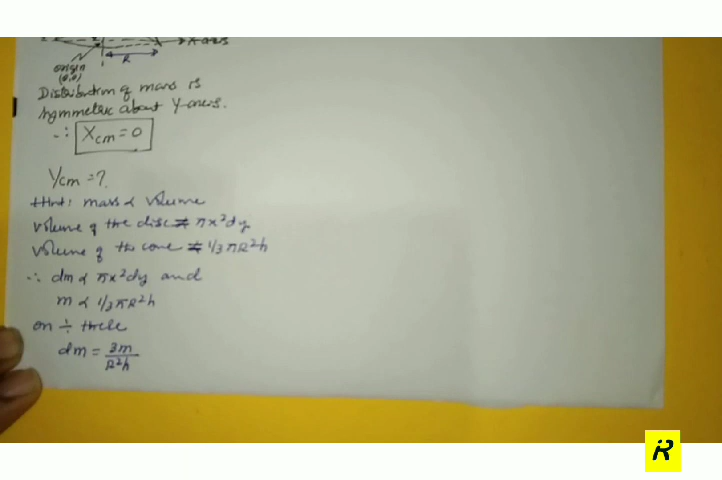 X-axis
R
origin
(0,0)
Distribution of mass is
symmetric about Y-axis.
∴ Xcm = 0
Ycm = ?
Hint: mass α volume
volume of the disc = πx²dy
volume of the cone = 1/3 πR²h
∴ dm α πx²dy and
m α 1/3 πR²h
on ÷ these
dm = 3m
R²h
R